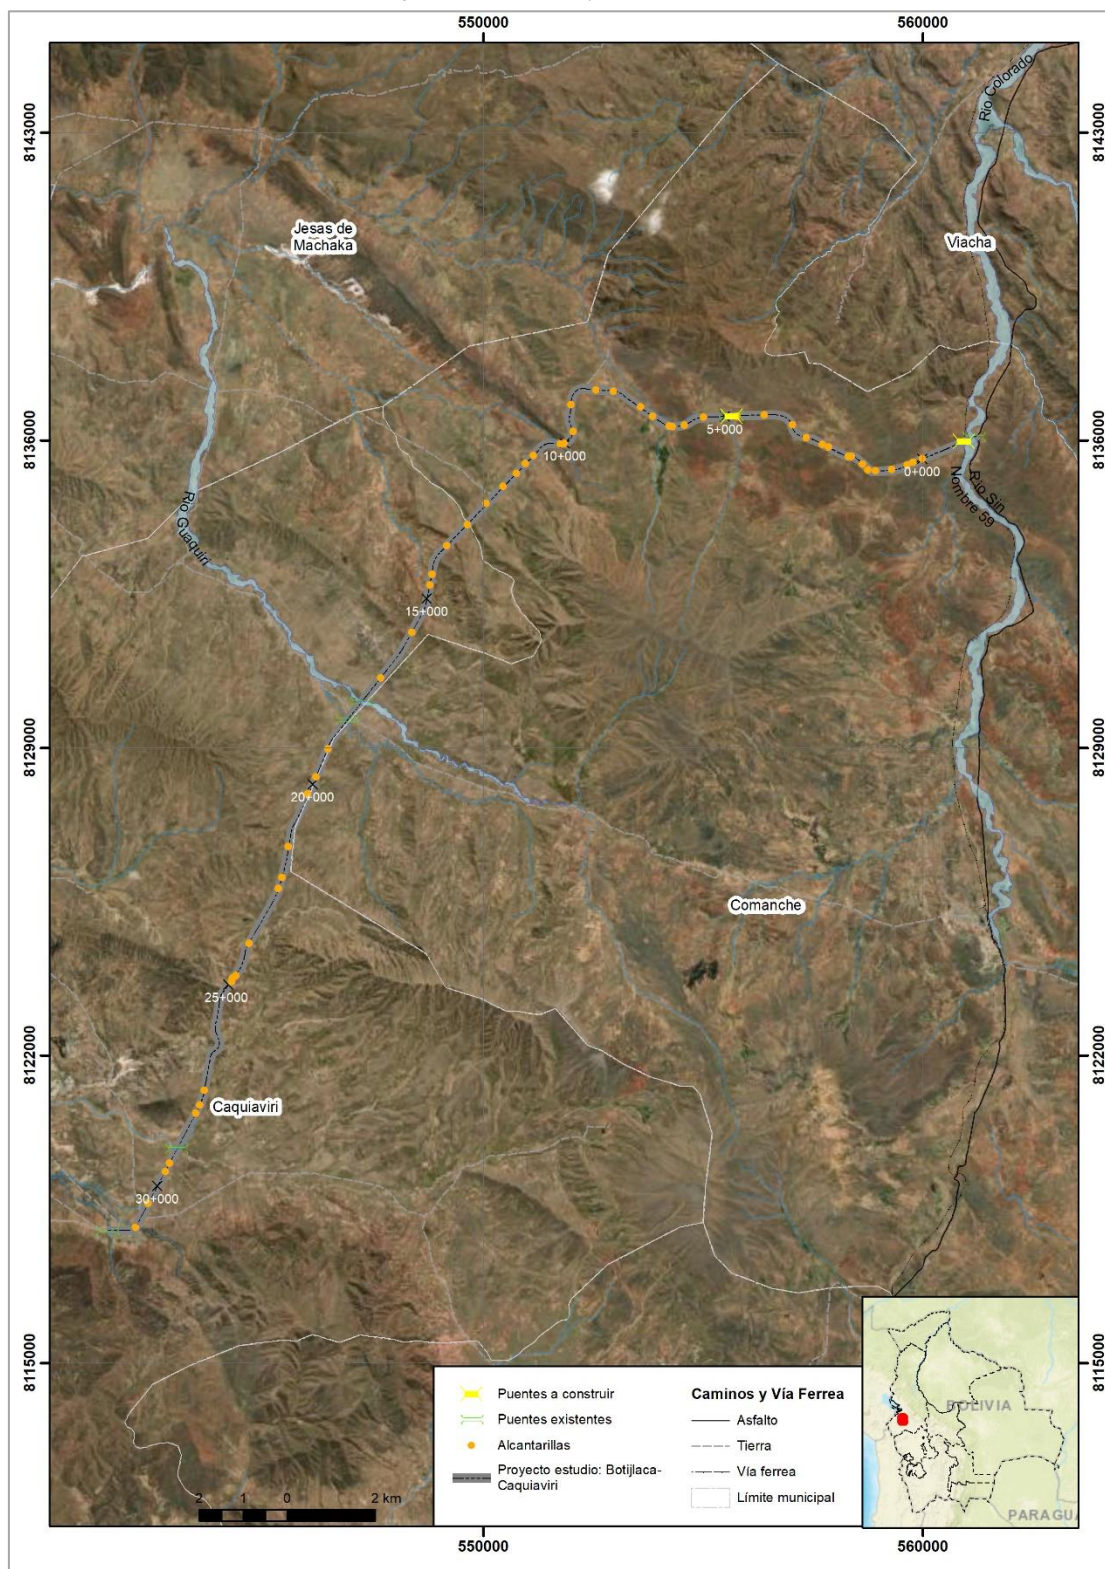 550000
560000
Rio Colorado
8143000
8143000
Jesas de
Machaka
Viacha
8136000
8136000
5+000
10+000
0+000
Río Sin
Nombre 59
Rio Guaquiri
15+000
8129000
8129000
20+000
Comanche
25+000
8122000
8122000
Caquiaviri
30+000
8115000
8115000
Puentes a construir
Puentes existentes
Alcantarillas
Proyecto estudio: Botijlaca-
Caquiaviri
Caminos y Vía Ferrea
Asfalto
Tierra
Vía ferrea
Límite municipal
BOLIVIA
PARAGUA
2 1 0 2 km
550000
560000